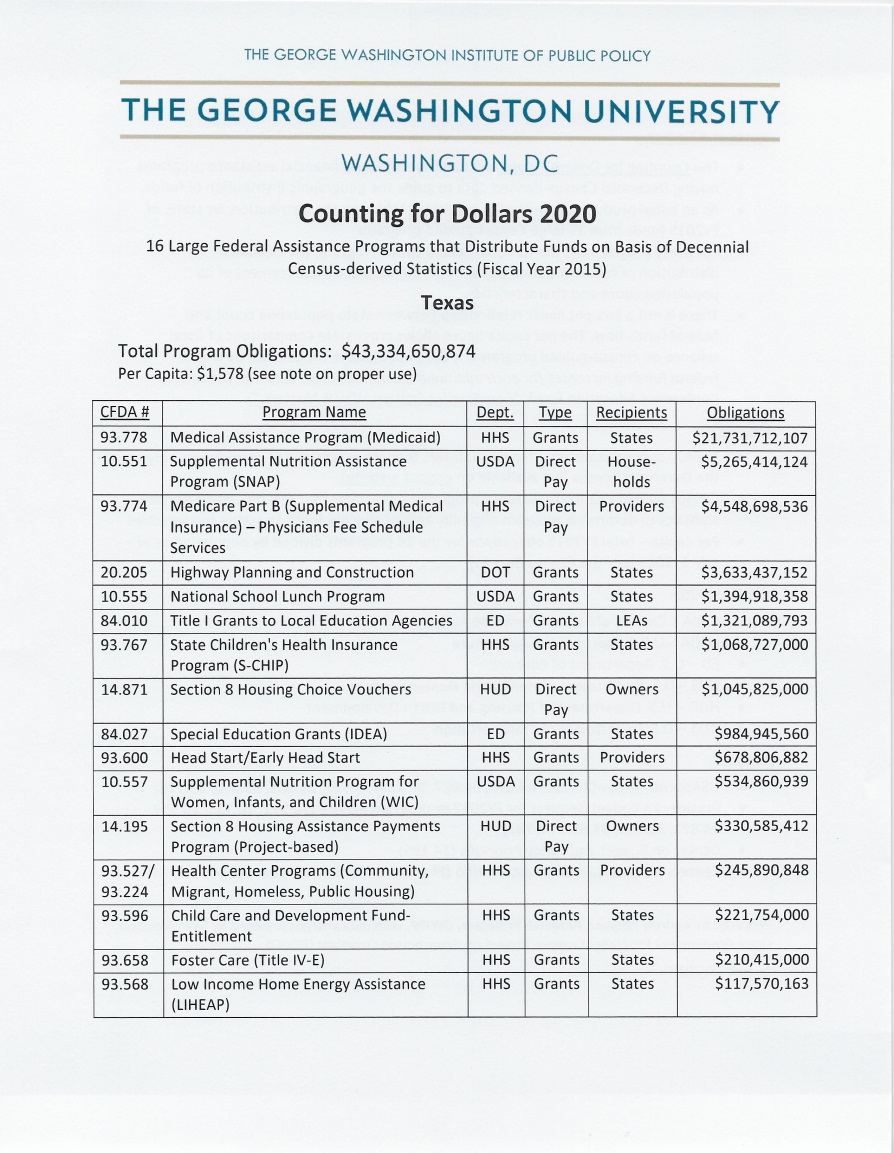 THE GEORGE WASHINGTON INSTITUTE OF PUBLIC POLICY
THE GEORGE WASHINGTON UNIVERSITY
WASHINGTON, DC
Counting for Dollars 2020
16 Large Federal Assistance Programs that Distribute Funds on Basis of Decennial
Census-derived Statistics (Fiscal Year 2015)
Texas
Total Program Obligations: $43,334,650,874
Per Capita: $1,578 (see note on proper use)
CFDA # Program Name Dept. Type Recipients Obligations
93.778 Medical Assistance Program (Medicaid) HHS Grants States $21,731,712,107
10.551 Supplemental Nutrition Assistance USDA Direct House- $5,265,414,124
Program (SNAP) Pay holds
93.774 Medicare Part B (Supplemental Medical HHS Direct Providers $4,548,698,536
Insurance) – Physicians Fee Schedule Pay
Services
20.205 Highway Planning and Construction DOT Grants States $3,633,437,152
10.555 National School Lunch Program USDA Grants States $1,394,918,358
84.010 Title I Grants to Local Education Agencies ED Grants LEAs $1,321,089,793
93.767 State Children's Health Insurance HHS Grants States $1,068,727,000
Program (S-CHIP)
14.871 Section 8 Housing Choice Vouchers HUD Direct Owners $1,045,825,000
Pay
84.027 Special Education Grants (IDEA) ED Grants States $984,945,560
93.600 Head Start/Early Head Start HHS Grants Providers $678,806,882
10.557 Supplemental Nutrition Program for USDA Grants States $534,860,939
Women, Infants, and Children (WIC)
14.195 Section 8 Housing Assistance Payments HUD Direct Owners $330,585,412
Program (Project-based) Pay
93.527/ Health Center Programs (Community, HHS Grants Providers $245,890,848
93.224 Migrant, Homeless, Public Housing)
93.596 Child Care and Development Fund- HHS Grants States $221,754,000
Entitlement
93.658 Foster Care (Title IV-E) HHS Grants States $210,415,000
93.568 Low Income Home Energy Assistance HHS Grants States $117,570,163
(LIHEAP)